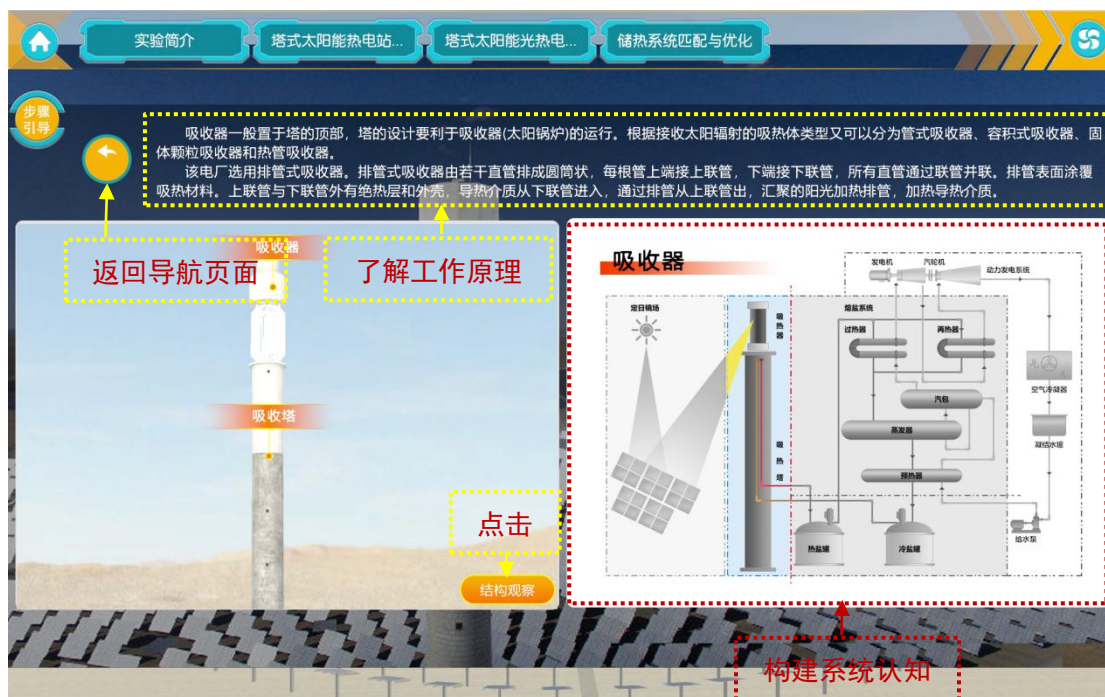 实验简介
塔式太阳能热电站...
塔式太阳能光热电...
储热系统匹配与优化
步骤
引导
吸收器一般置于塔的顶部，塔的设计要利于吸收器(太阳锅炉)的运行。根据接收太阳辐射的吸热体类型又可以分为管式吸收器、容积式吸收器、固
体颗粒吸收器和热管吸收器。
该电厂选用排管式吸收器。排管式吸收器由若干直管排成圆筒状，每根管上端接上联管，下端接下联管，所有直管通过联管并联。排管表面涂覆
吸热材料。上联管与下联管外有绝热层和外壳，导热介质从下联管进入，通过排管从上联管出，汇聚的阳光加热排管，加热导热介质。
返回导航页面
了解工作原理
吸收器
吸收塔
点击
结构观察
吸收器
发电机
汽轮机
动力发电系统
定日镜场
吸热器
熔盐系统
过热器
再热器
空气冷凝器
汽包
蒸发器
凝结水罐
吸热塔
预热器
热盐罐
冷盐罐
给水泵
构建系统认知